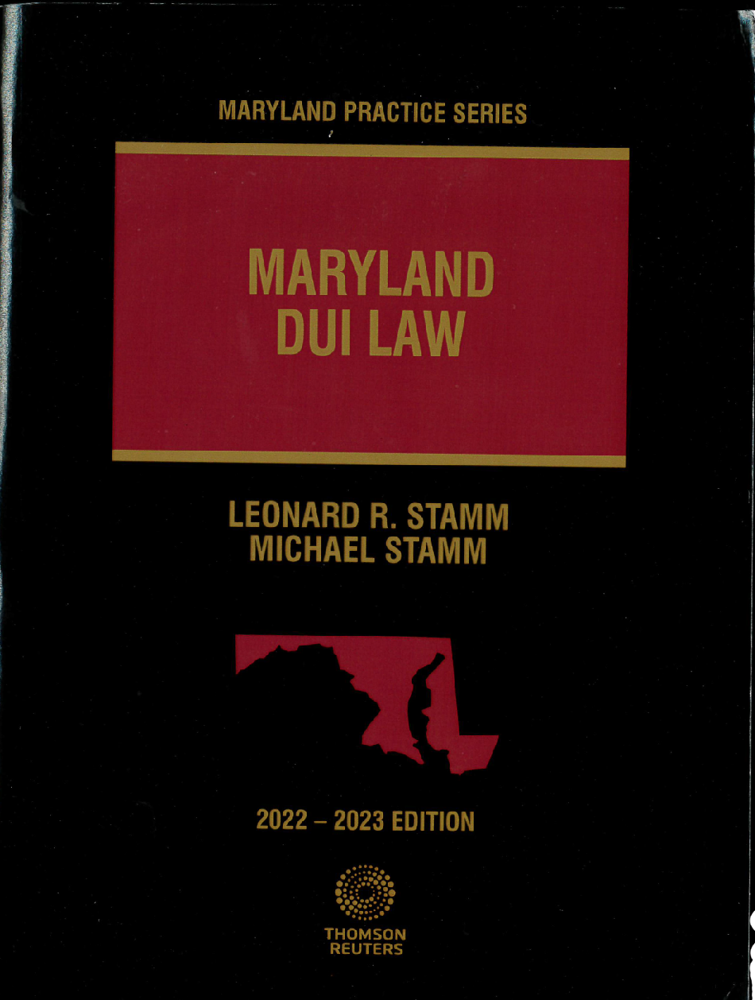 MARYLAND PRACTICE SERIES
MARYLAND
DUI LAW
LEONARD R. STAMM
MICHAEL STAMM
2022 – 2023 EDITION
THOMSON
REUTERS